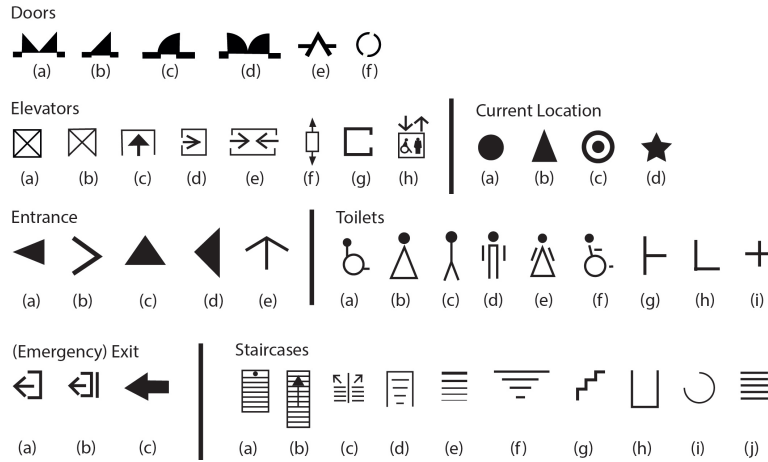 Doors
(a) (b) (c) (d) (e) (f)
Elevators
(a) (b) (c) (d) (e) (f) (g) (h)
Current Location
(a) (b) (c) (d)
Entrance
(a) (b) (c) (d) (e)
Toilets
(a) (b) (c) (d) (e) (f) (g) (h) (i)
(Emergency) Exit
(a) (b) (c)
Staircases
(a) (b) (c) (d) (e) (f) (g) (h) (i) (j)